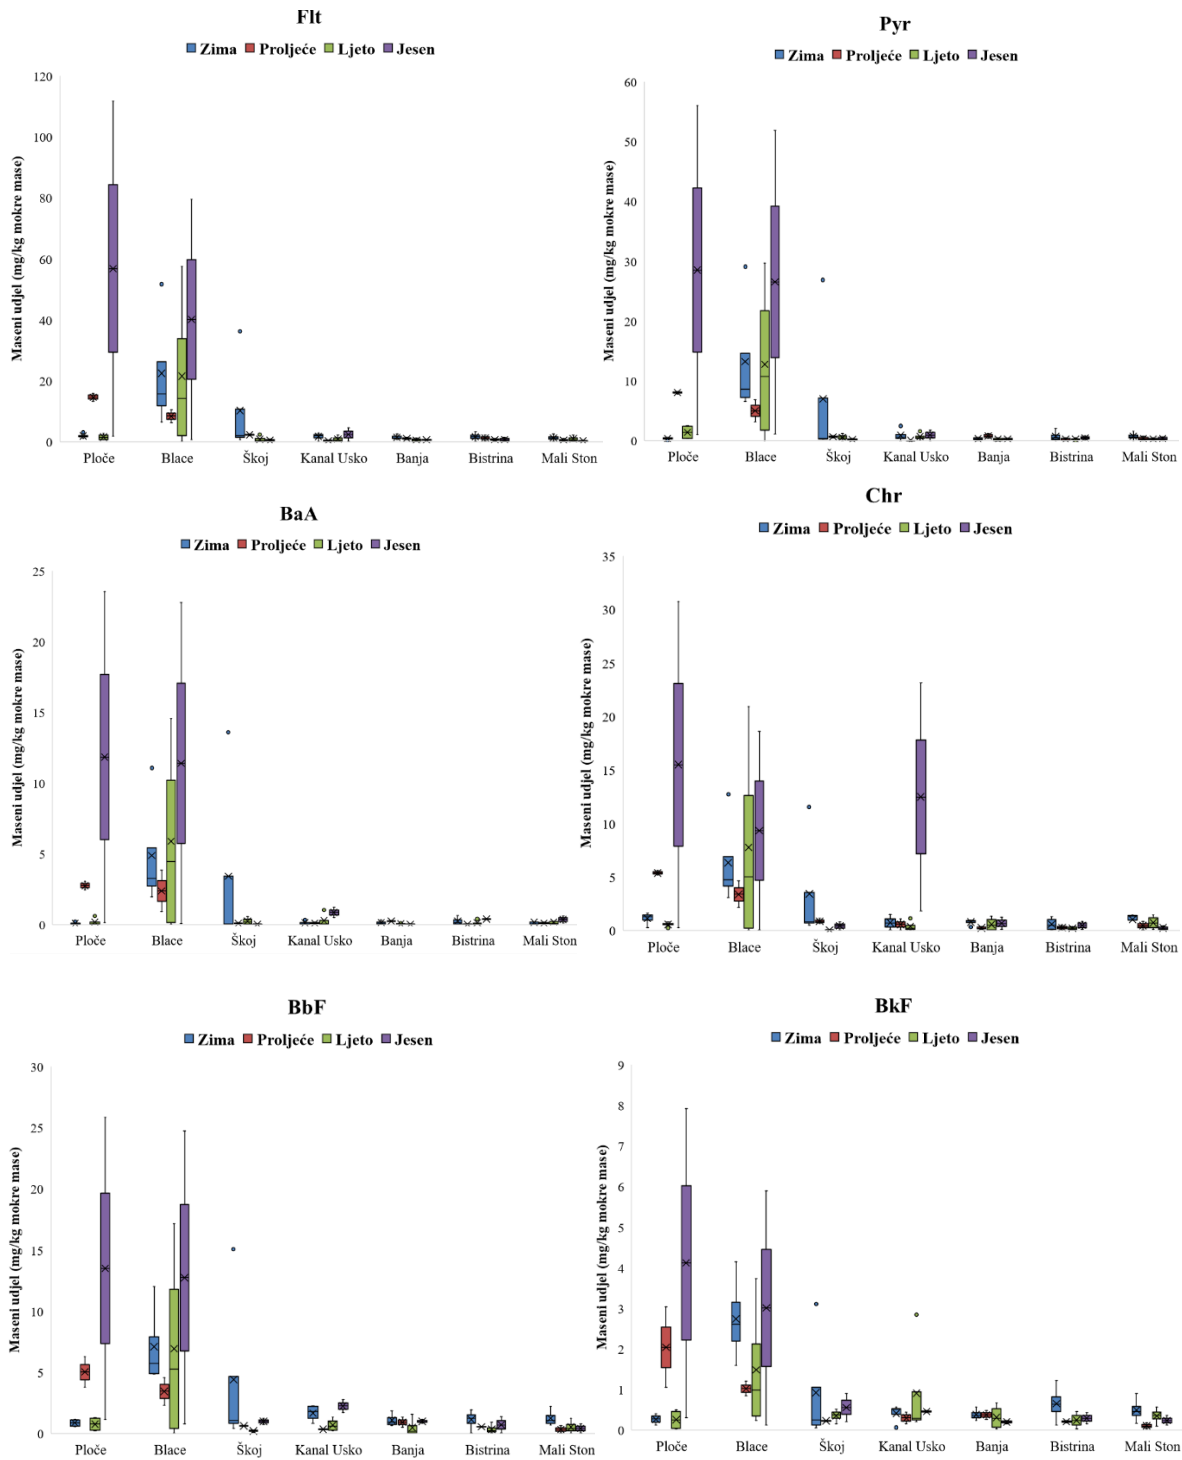 Flt
Zima Proljeće Ljeto Jesen
Maseni udjel (mg/kg mokre mase)
120
100
80
60
40
20
0
Ploče Blace Škoj Kanal Usko Banja Bistrina Mali Ston
Pyr
Zima Proljeće Ljeto Jesen
Maseni udjel (mg/kg mokre mase)
60
50
40
30
20
10
0
Ploče Blace Škoj Kanal Usko Banja Bistrina Mali Ston
BaA
Zima Proljeće Ljeto Jesen
Maseni udjel (mg/kg mokre mase)
25
20
15
10
5
0
Ploče Blace Škoj Kanal Usko Banja Bistrina Mali Ston
Chr
Zima Proljeće Ljeto Jesen
Maseni udjel (mg/kg mokre mase)
35
30
25
20
15
10
5
0
Ploče Blace Škoj Kanal Usko Banja Bistrina Mali Ston
BbF
Zima Proljeće Ljeto Jesen
Maseni udjel (mg/kg mokre mase)
30
25
20
15
10
5
0
Ploče Blace Škoj Kanal Usko Banja Bistrina Mali Ston
BkF
Zima Proljeće Ljeto Jesen
Maseni udjel (mg/kg mokre mase)
9
8
7
6
5
4
3
2
1
0
Ploče Blace Škoj Kanal Usko Banja Bistrina Mali Ston